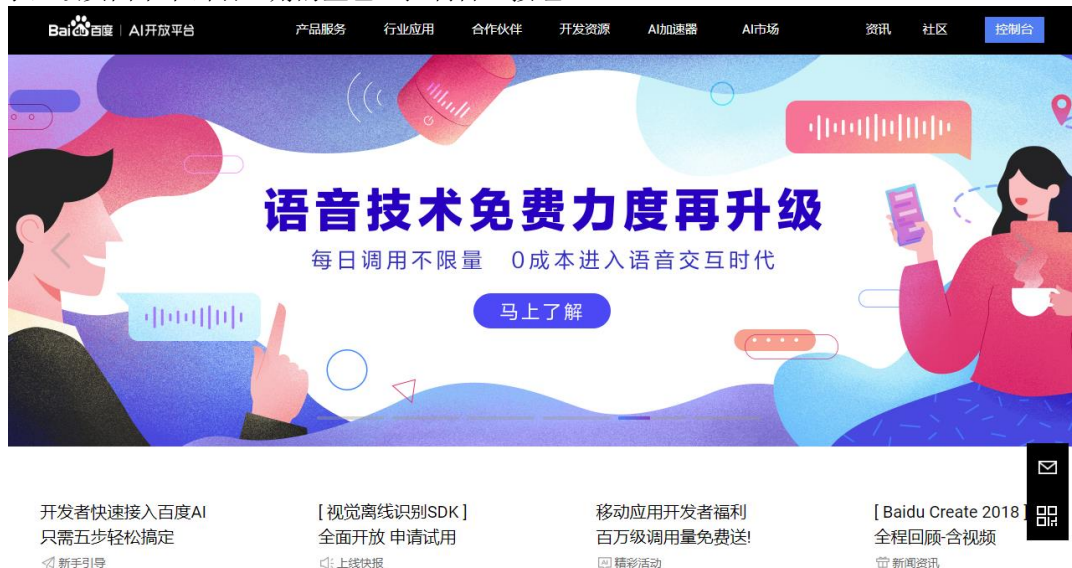 Bai du 百度 AI开放平台
产品服务 行业应用 合作伙伴 开发资源 AI加速器 AI市场 资讯 社区 控制台
语音技术免费力度再升级
每日调用不限量 0成本进入语音交互时代
马上了解
开发者快速接入百度AI
只需五步轻松搞定
新手引导
[ 视觉离线识别SDK ]
全面开放 申请试用
上线快报
移动应用开发者福利
百万级调用量免费送!
AI 精彩活动
[ Baidu Create 2018 ]
全程回顾-含视频
新闻资讯